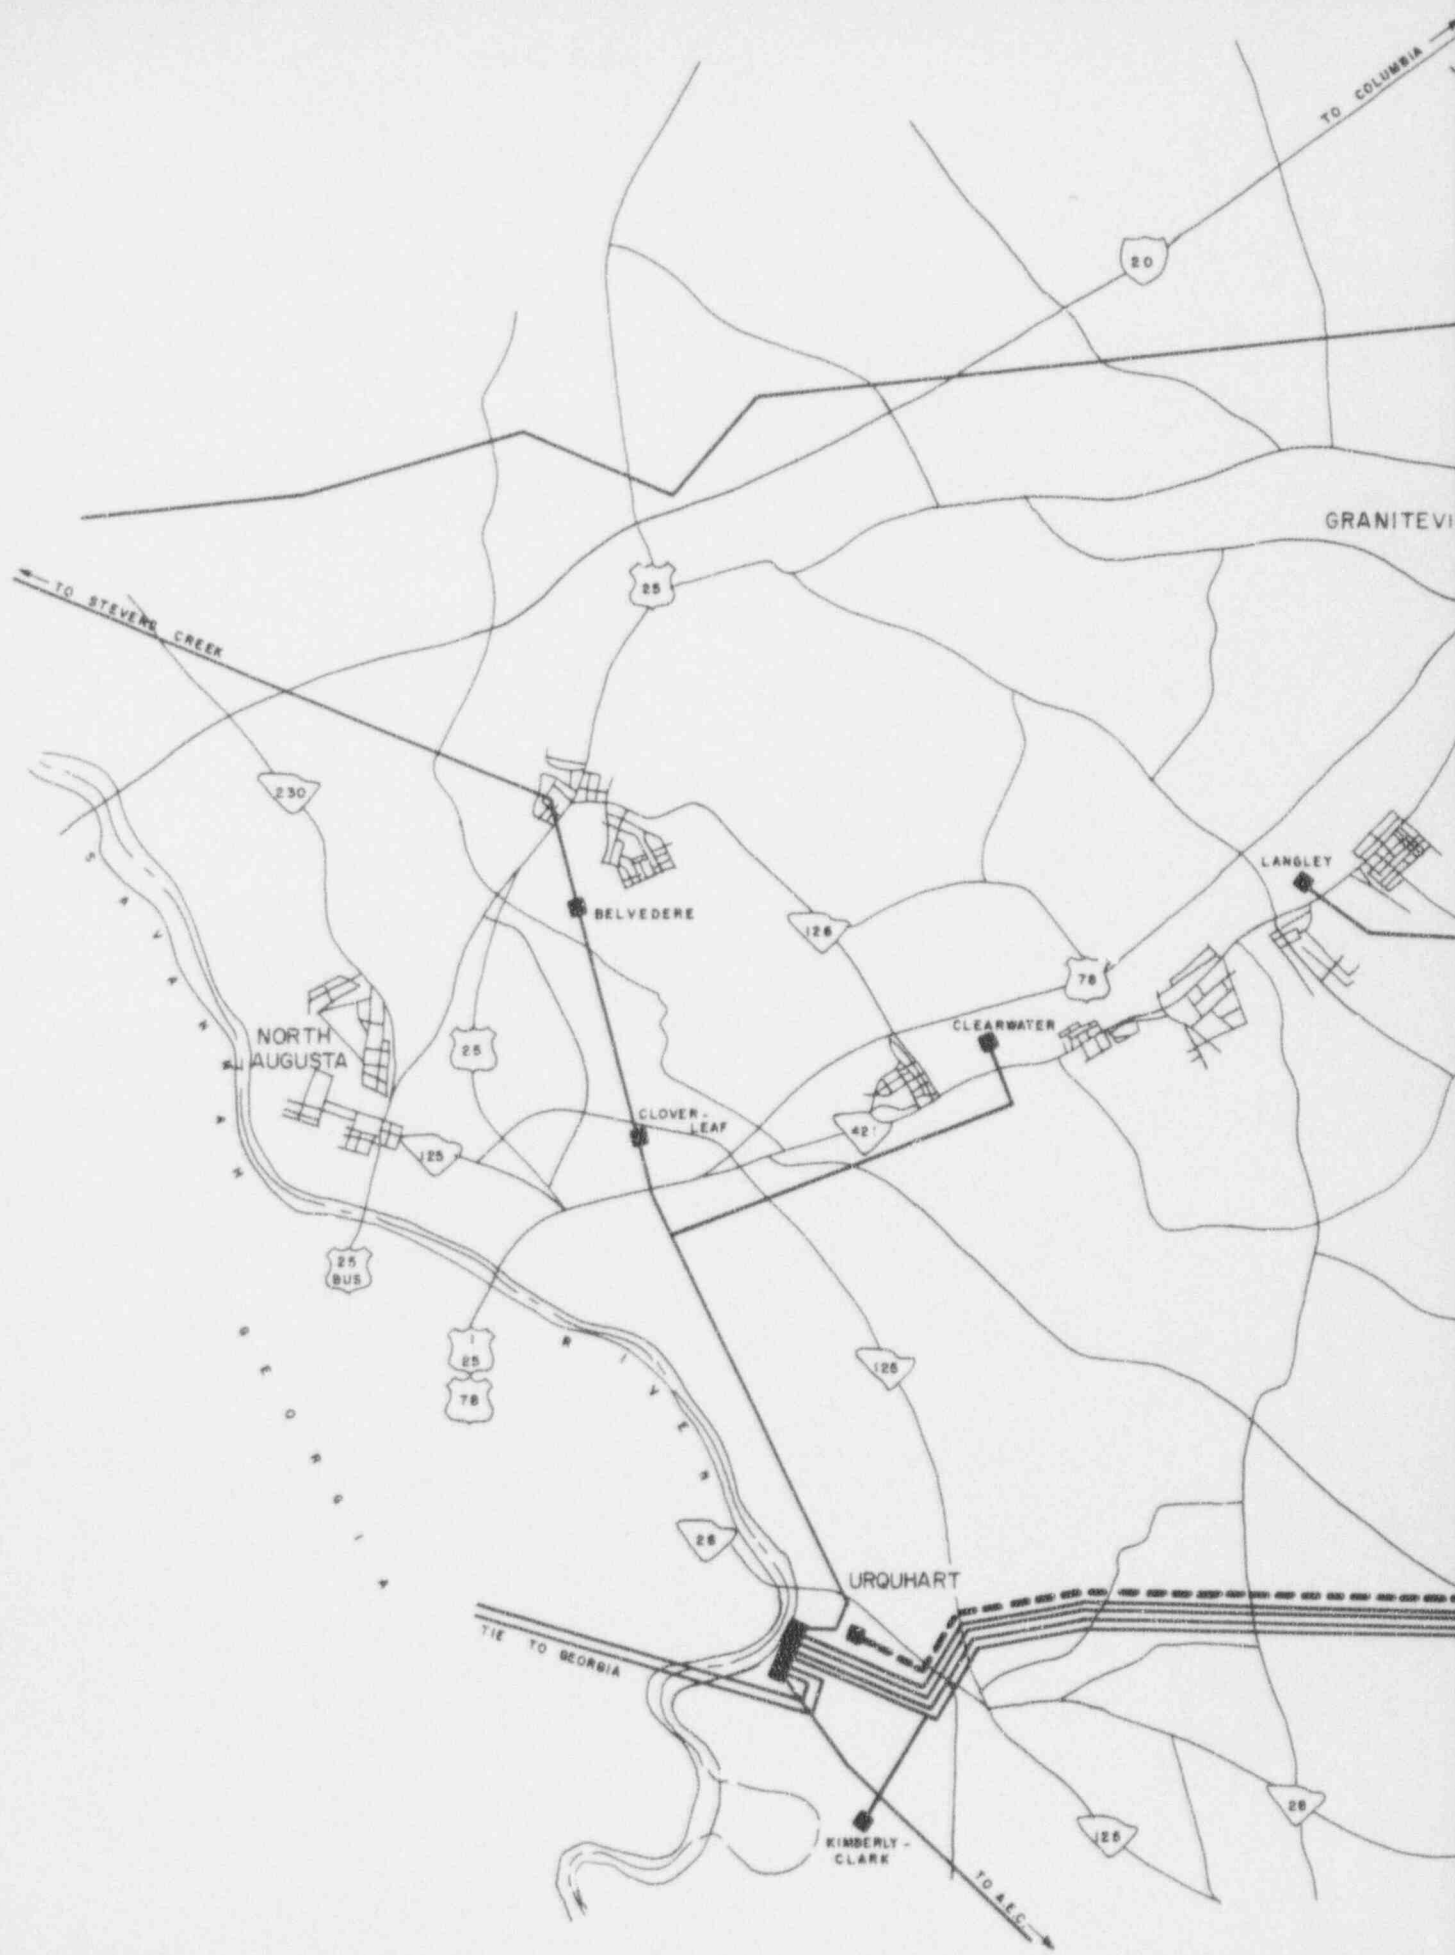 TO COLUMBIA
20
GRANITEVI
25
TO STEVENS CREEK
230
LANGLEY
BELVEDERE
126
78
CLEARWATER
NORTH
AUGUSTA
25
CLOVER-
LEAF
421
125
SAVANNAH
25
BUS
1
25
78
RIVER
125
GEORGIA
28
URQUHART
TIE TO GEORGIA
28
125
KIMBERLY-
CLARK
TO A.E.C.